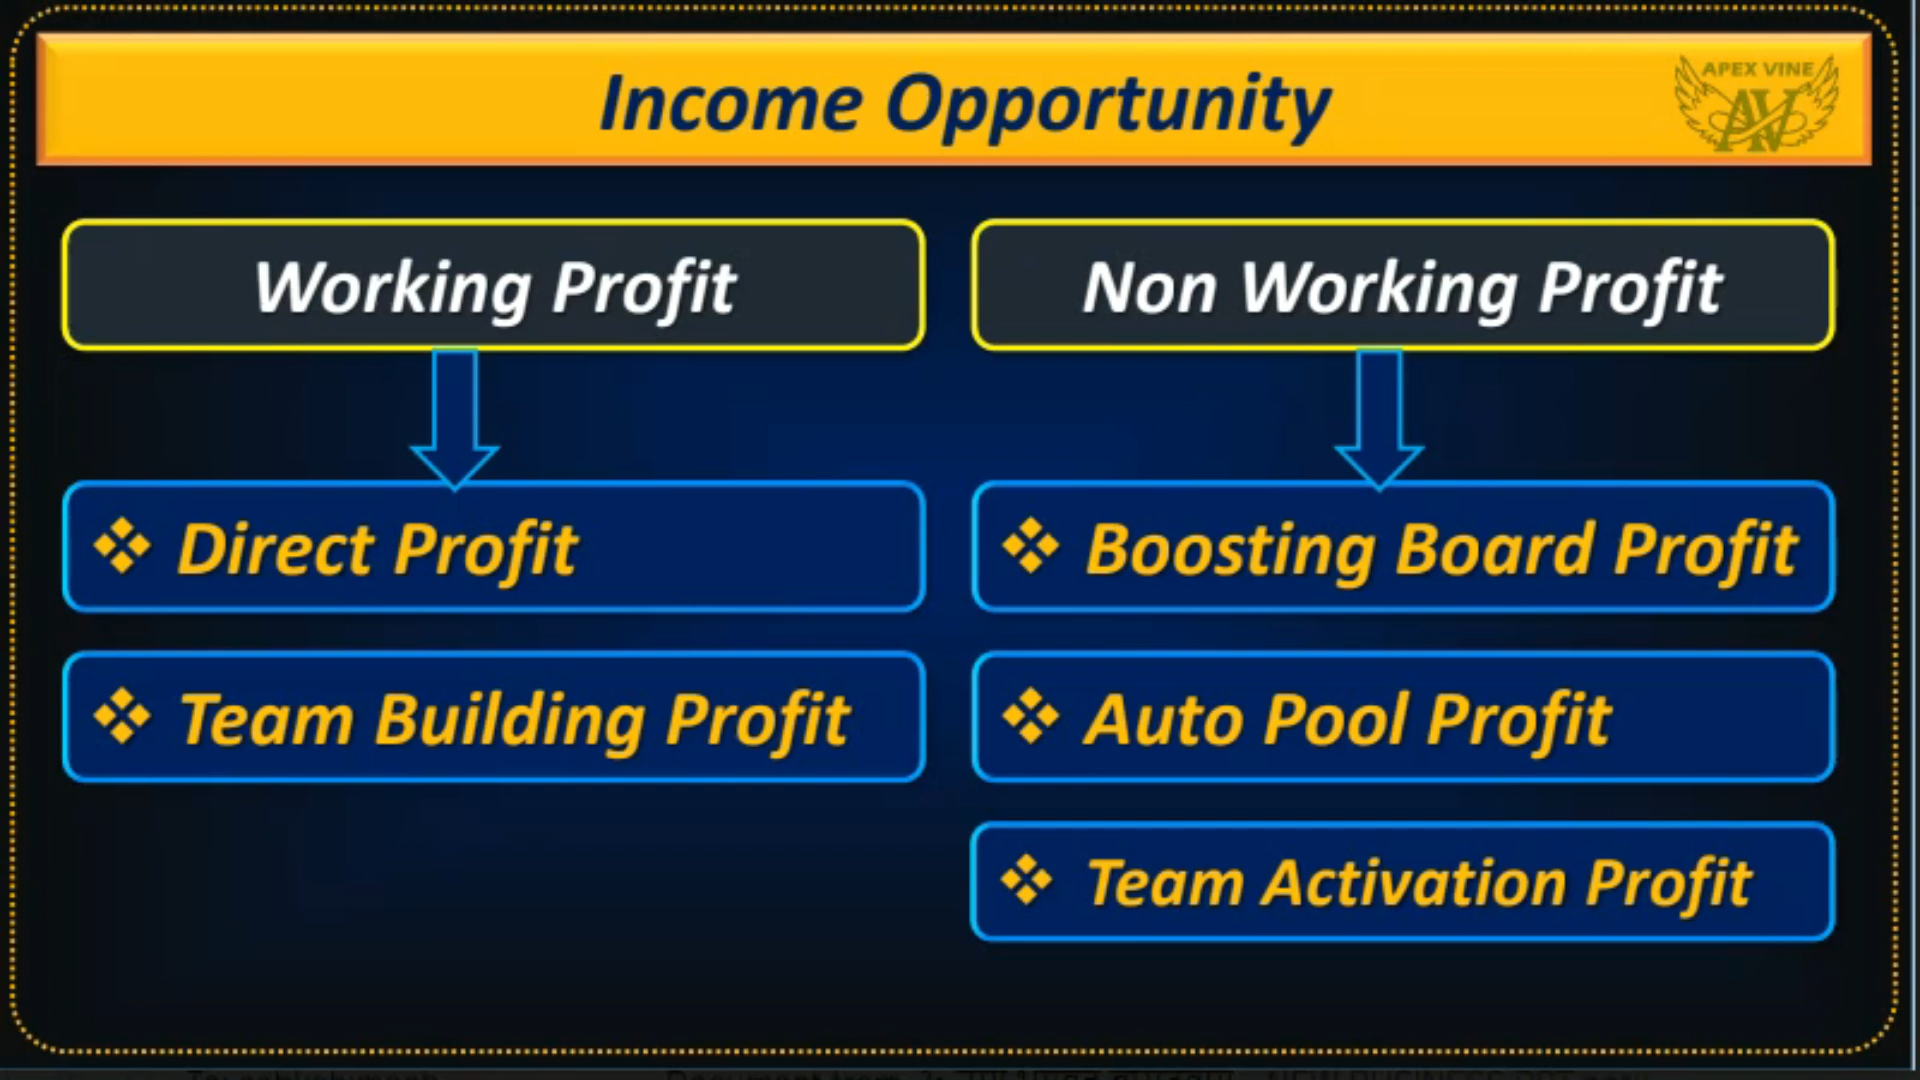 Income Opportunity
APEX VINE
AV
Working Profit
Non Working Profit
❖ Direct Profit
❖ Boosting Board Profit
❖ Team Building Profit
❖ Auto Pool Profit
❖ Team Activation Profit